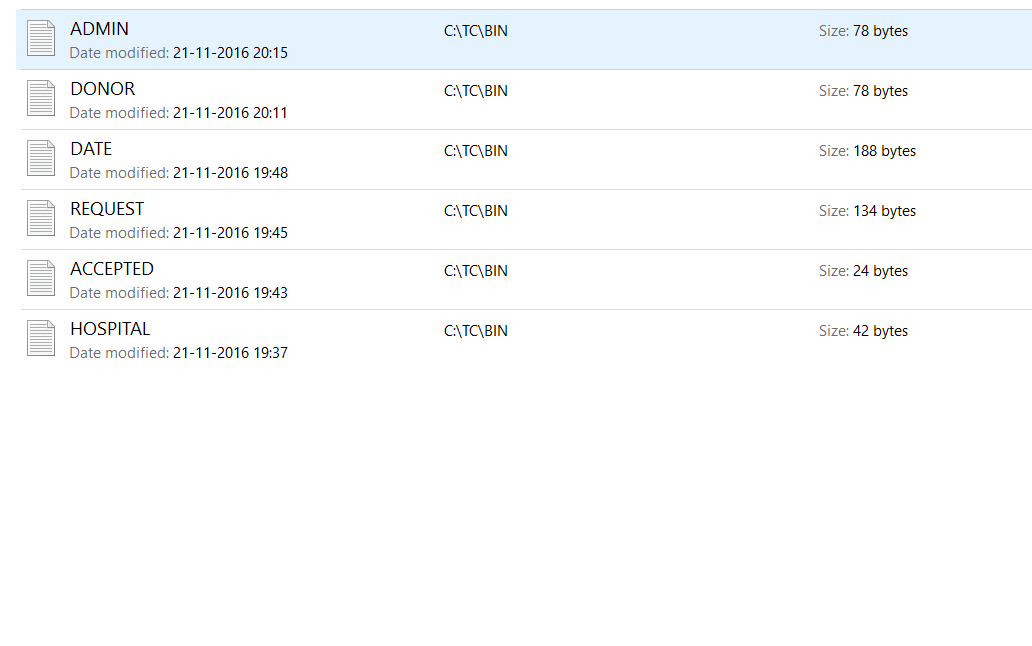 ADMIN C:\TC\BIN Size: 78 bytes
Date modified: 21-11-2016 20:15
DONOR C:\TC\BIN Size: 78 bytes
Date modified: 21-11-2016 20:11
DATE C:\TC\BIN Size: 188 bytes
Date modified: 21-11-2016 19:48
REQUEST C:\TC\BIN Size: 134 bytes
Date modified: 21-11-2016 19:45
ACCEPTED C:\TC\BIN Size: 24 bytes
Date modified: 21-11-2016 19:43
HOSPITAL C:\TC\BIN Size: 42 bytes
Date modified: 21-11-2016 19:37